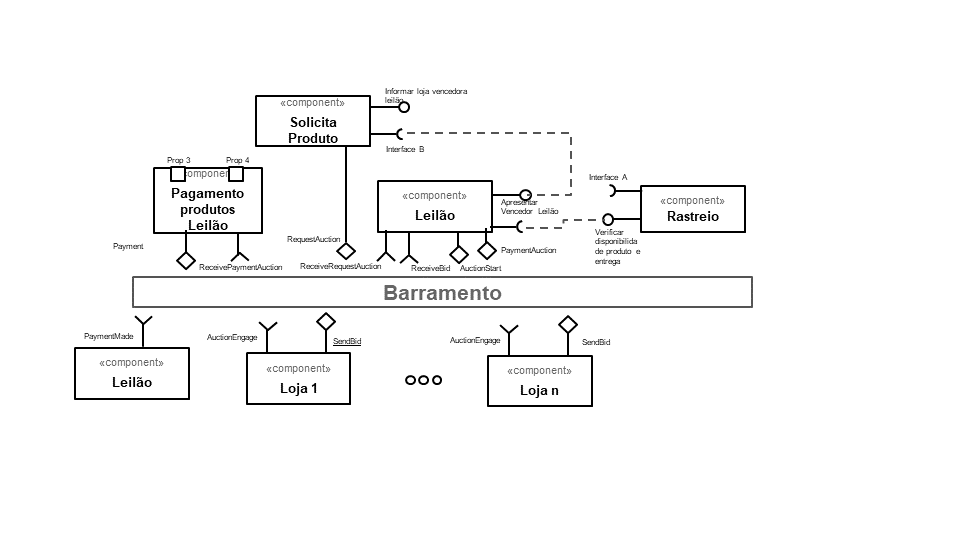 Informar loja vencedora
leilão
«component»
Solicita
Produto
Interface B
Prop 3
Prop 4
componen
Pagamento
produtos
Leilão
«component»
Leilão
Apresentar
Vencedor Leilão
Interface A
«component»
Rastreio
Verificar
disponibilida
de produto e
entrega
Payment
ReceivePaymentAuction
RequestAuction
ReceiveRequestAuction
ReceiveBid
AuctionStart
PaymentAuction
Barramento
PaymentMade
AuctionEngage
SendBid
AuctionEngage
SendBid
«component»
Leilão
«component»
Loja 1
«component»
Loja n